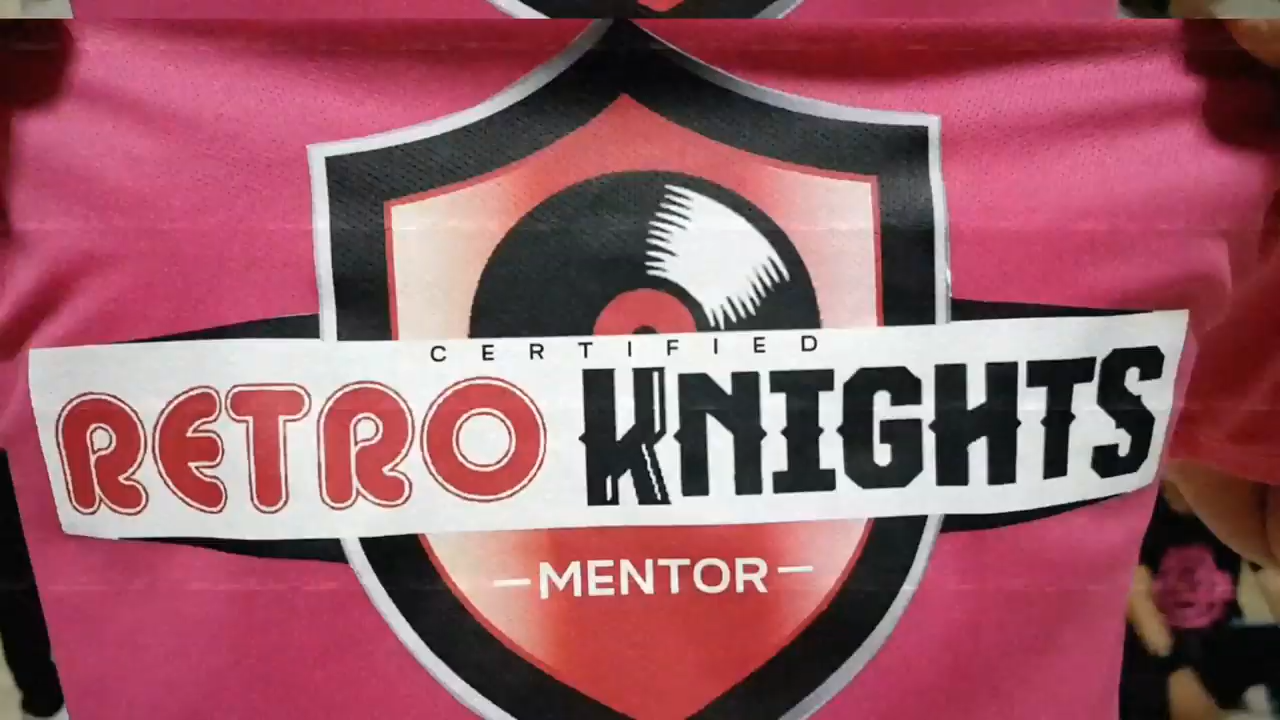 CERTIFIED
RETRO KNIGHTS
—MENTOR—